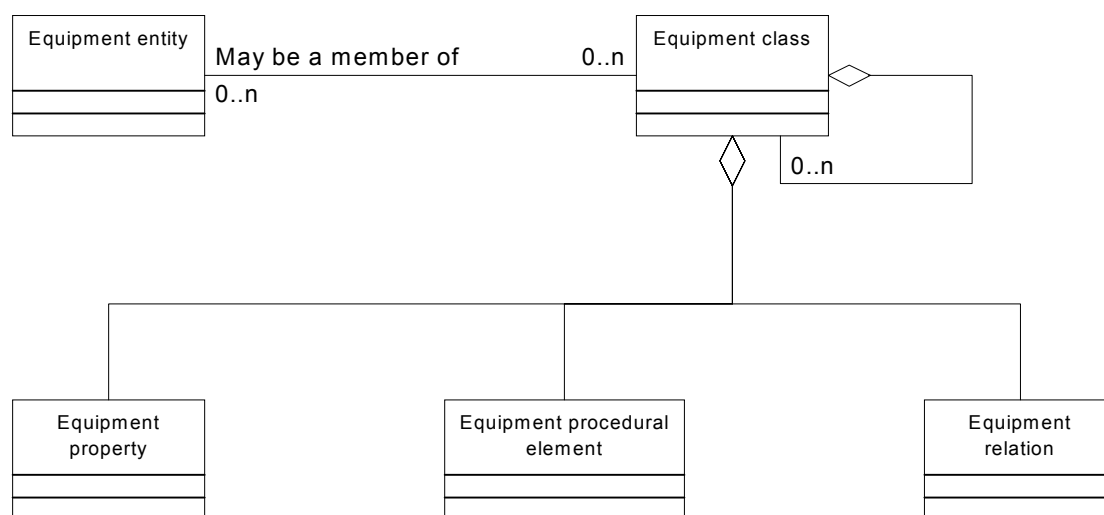 Equipment entity
Equipment class
May be a member of
0..n
0..n
0..n
Equipment
property
Equipment procedural
element
Equipment
relation